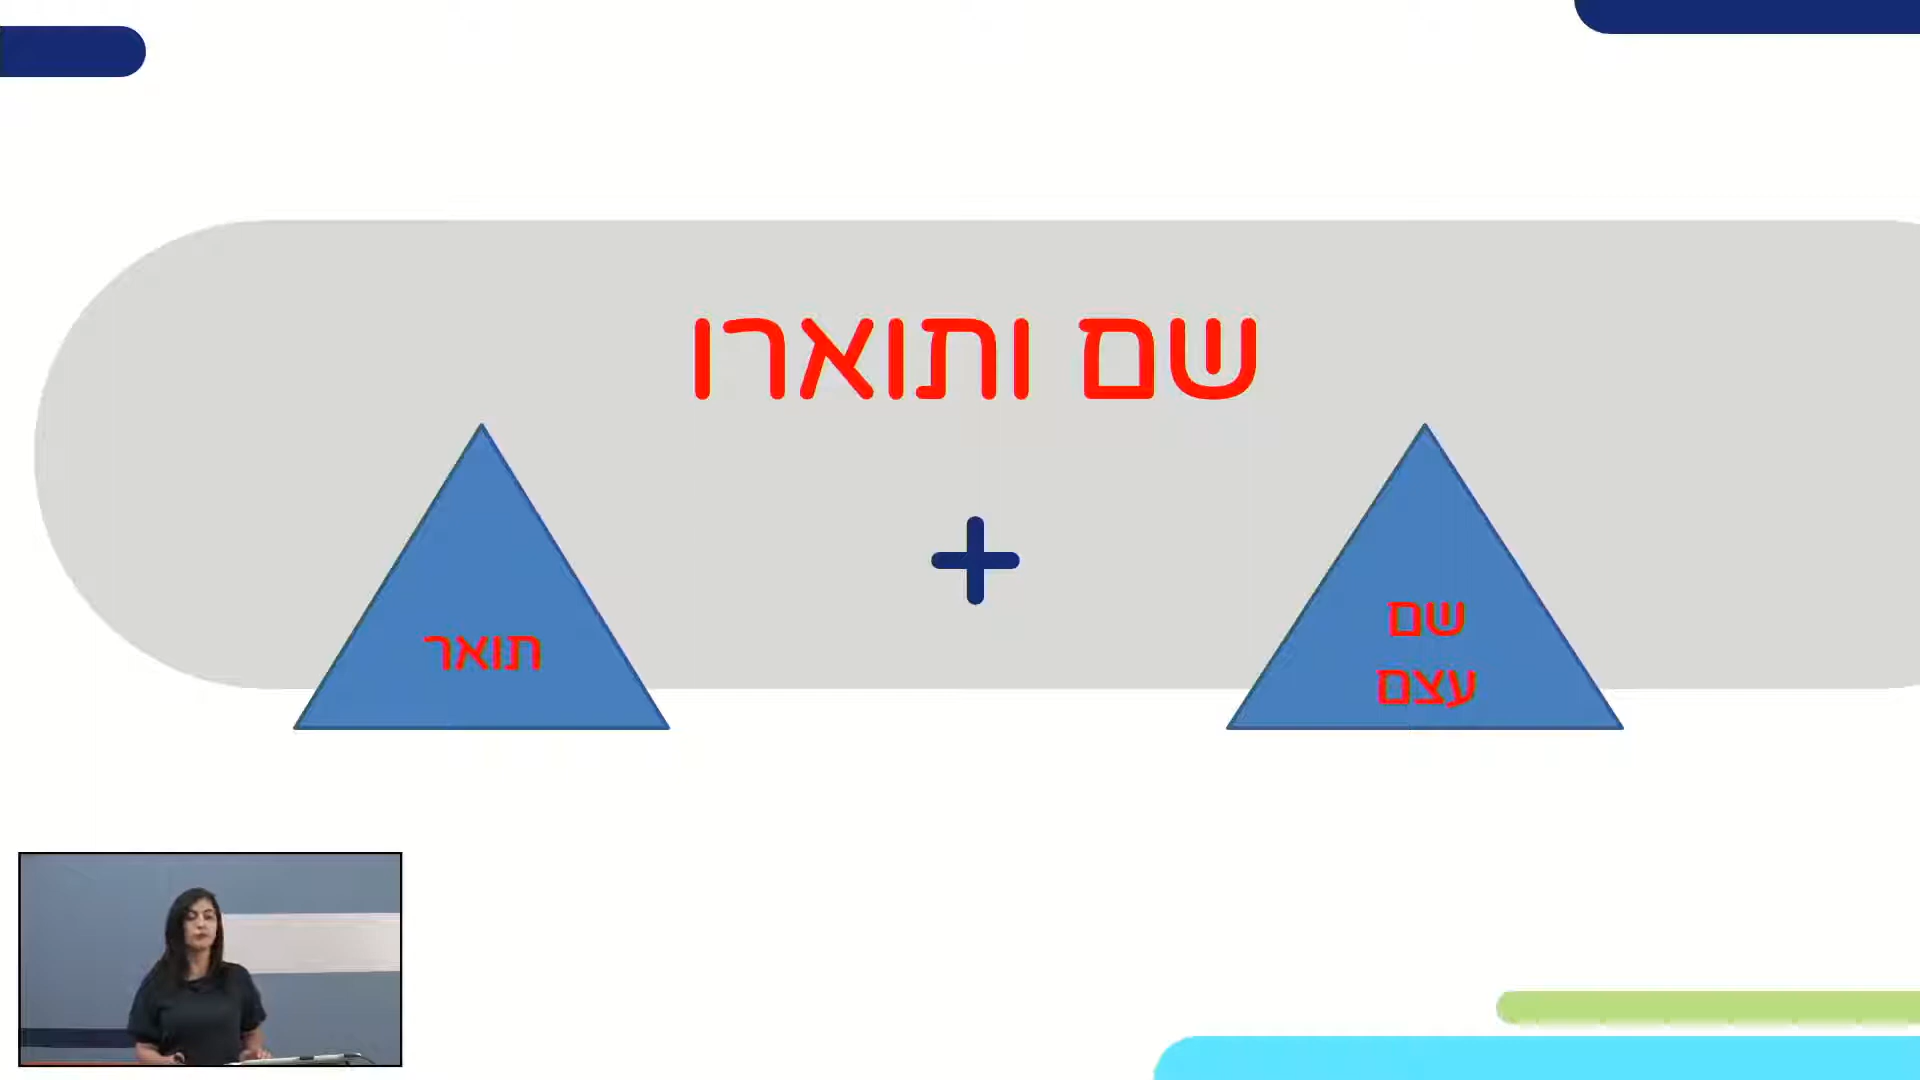 שם ותוארו
שם
עצם
+
תואר